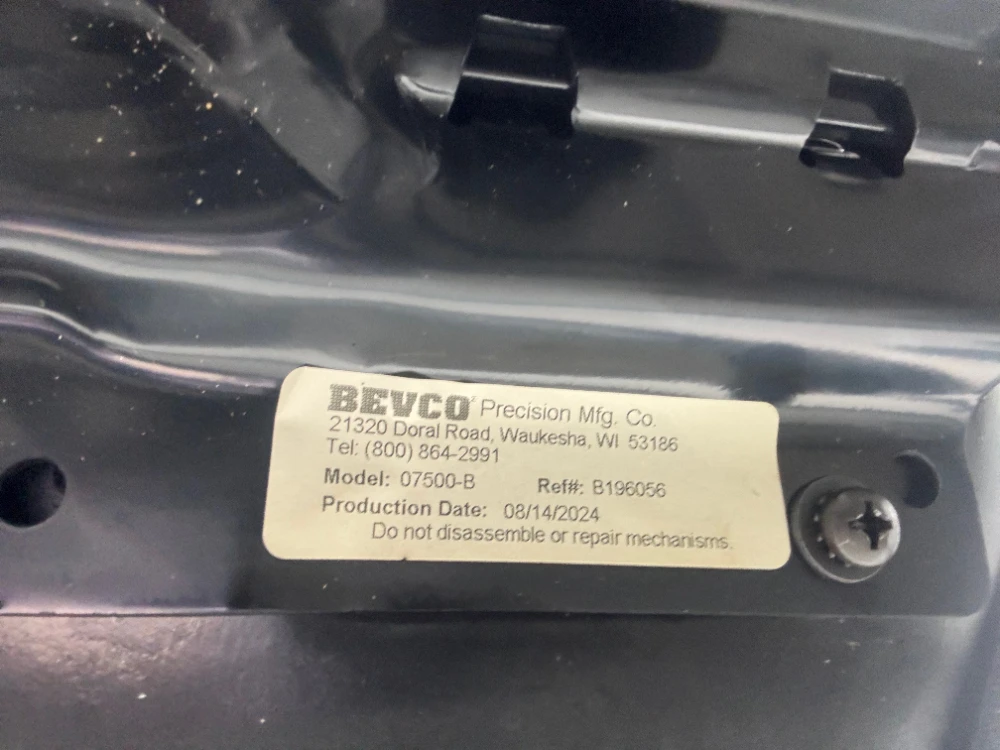 BEVCO Precision Mfg. Co.
21320 Doral Road, Waukesha, WI 53186
Tel: (800) 864-2991
Model: 07500-B Ref#: B196056
Production Date: 08/14/2024
Do not disassemble or repair mechanisms.